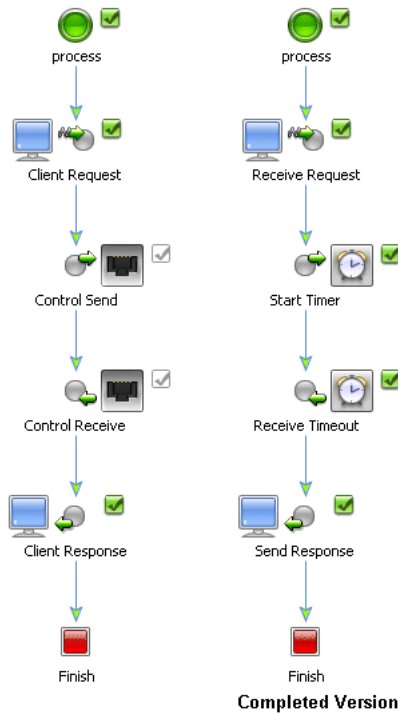 process
process
Client Request
Receive Request
Control Send
Start Timer
Control Receive
Receive Timeout
Client Response
Send Response
Finish
Finish
Completed Version